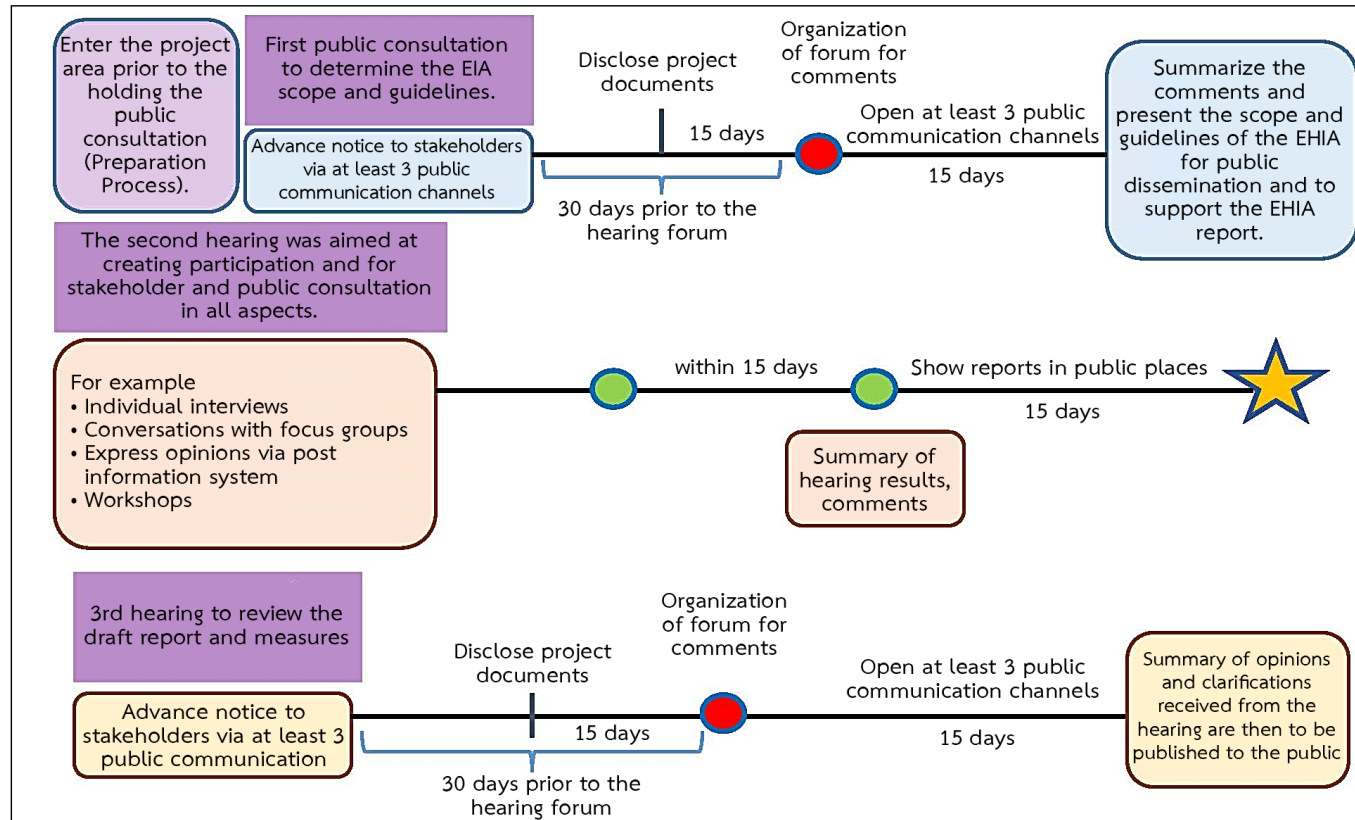 Enter the project
area prior to the
holding the
public
consultation
(Preparation
Process).
First public consultation
to determine the EIA
scope and guidelines.
Advance notice to stakeholders
via at least 3 public
communication channels
Disclose project
documents
15 days
30 days prior to the
hearing forum
Organization
of forum for
comments
Open at least 3 public
communication channels
15 days
Summarize the
comments and
present the scope and
guidelines of the EHIA
for public
dissemination and to
support the EHIA
report.
The second hearing was aimed at
creating participation and for
stakeholder and public consultation
in all aspects.
For example
• Individual interviews
• Conversations with focus groups
• Express opinions via post
information system
• Workshops
within 15 days
Summary of
hearing results,
comments
Show reports in public places
15 days
3rd hearing to review the
draft report and measures
Advance notice to
stakeholders via at least 3
public communication
Disclose project
documents
15 days
30 days prior to the
hearing forum
Organization
of forum for
comments
Open at least 3 public
communication channels
15 days
Summary of opinions
and clarifications
received from the
hearing are then to be
published to the public